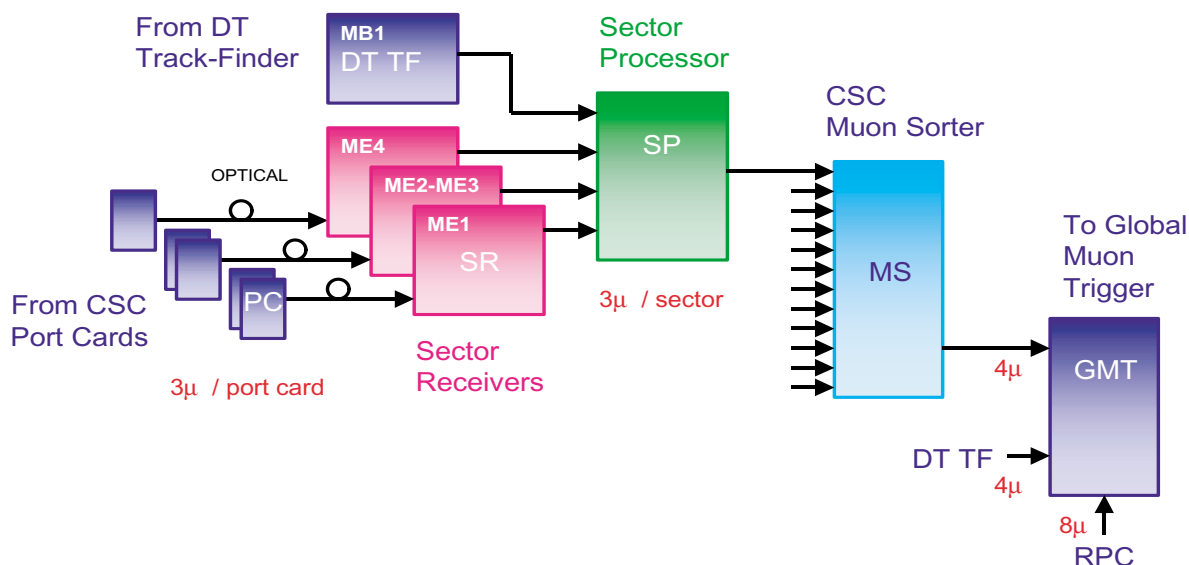 From DT
Track-Finder
MB1
DT TF
Sector
Processor
SP
CSC
Muon Sorter
MS
OPTICAL
ME4
ME2-ME3
ME1
SR
PC
From CSC
Port Cards
3μ / port card
Sector
Receivers
3μ / sector
To Global
Muon
Trigger
GMT
4μ
DT TF
4μ
8μ
RPC